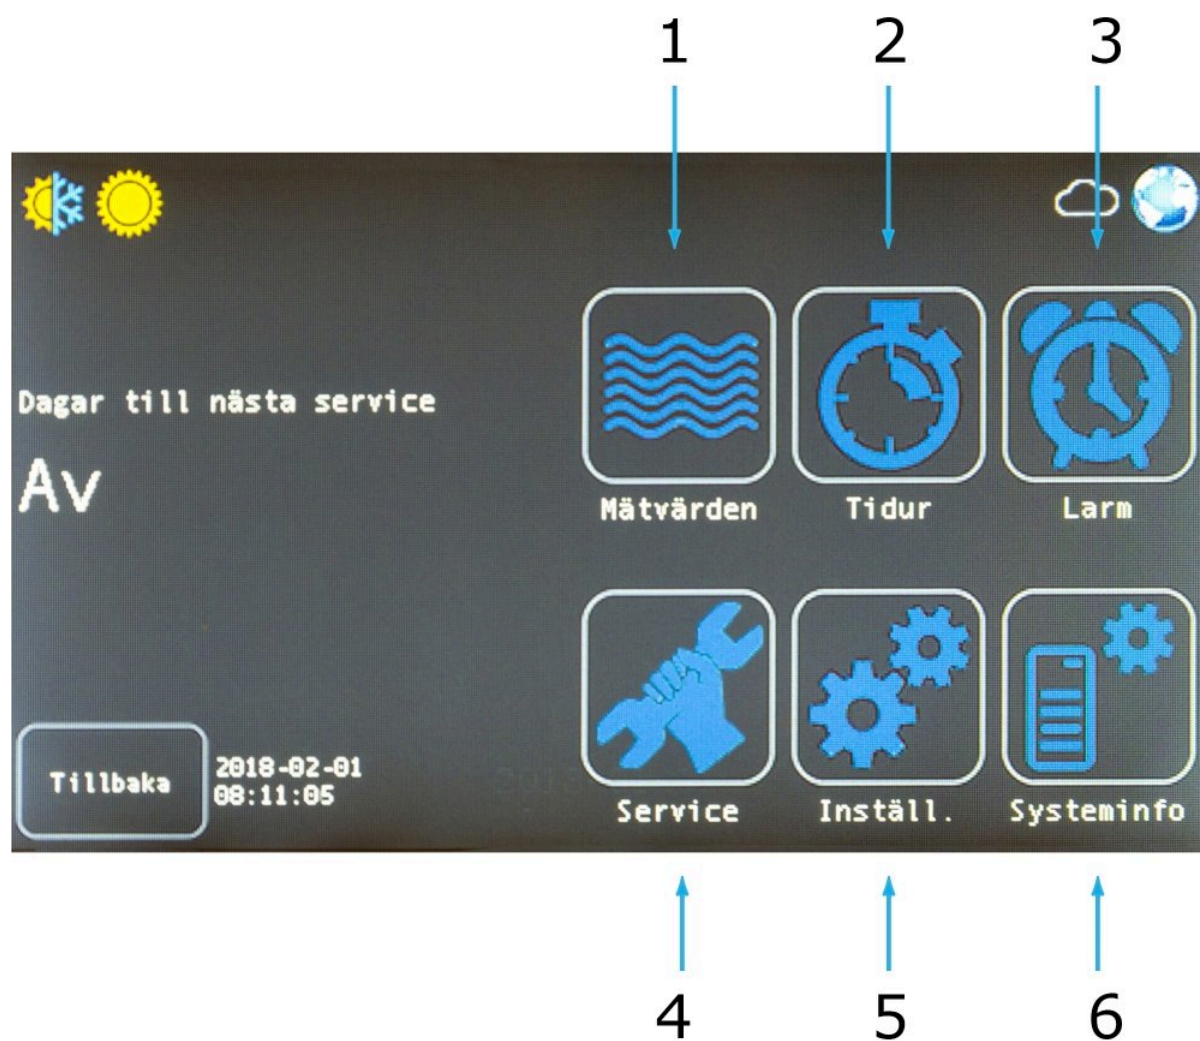 1 2 3
Dagar till nästa service
Av
Mätvärden Tidur Larm
Tillbaka
2018-02-01
08:11:05
Service Inställ. Systeminfo
4 5 6